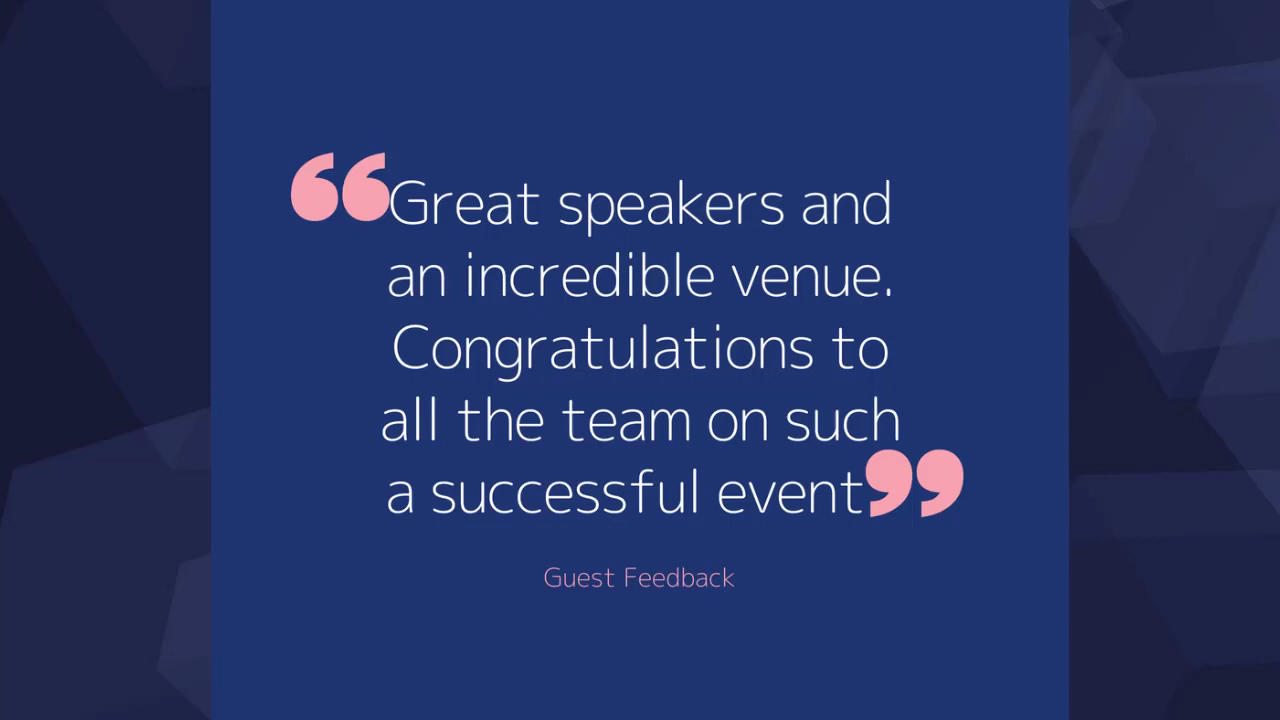 “Great speakers and
an incredible venue.
Congratulations to
all the team on such
a successful event”
Guest Feedback